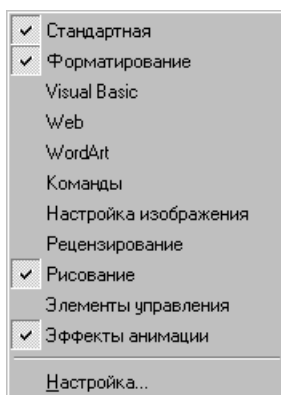 Стандартная
Форматирование
Visual Basic
Web
WordArt
Команды
Настройка изображения
Рецензирование
Рисование
Элементы управления
Эффекты анимации
Настройка...